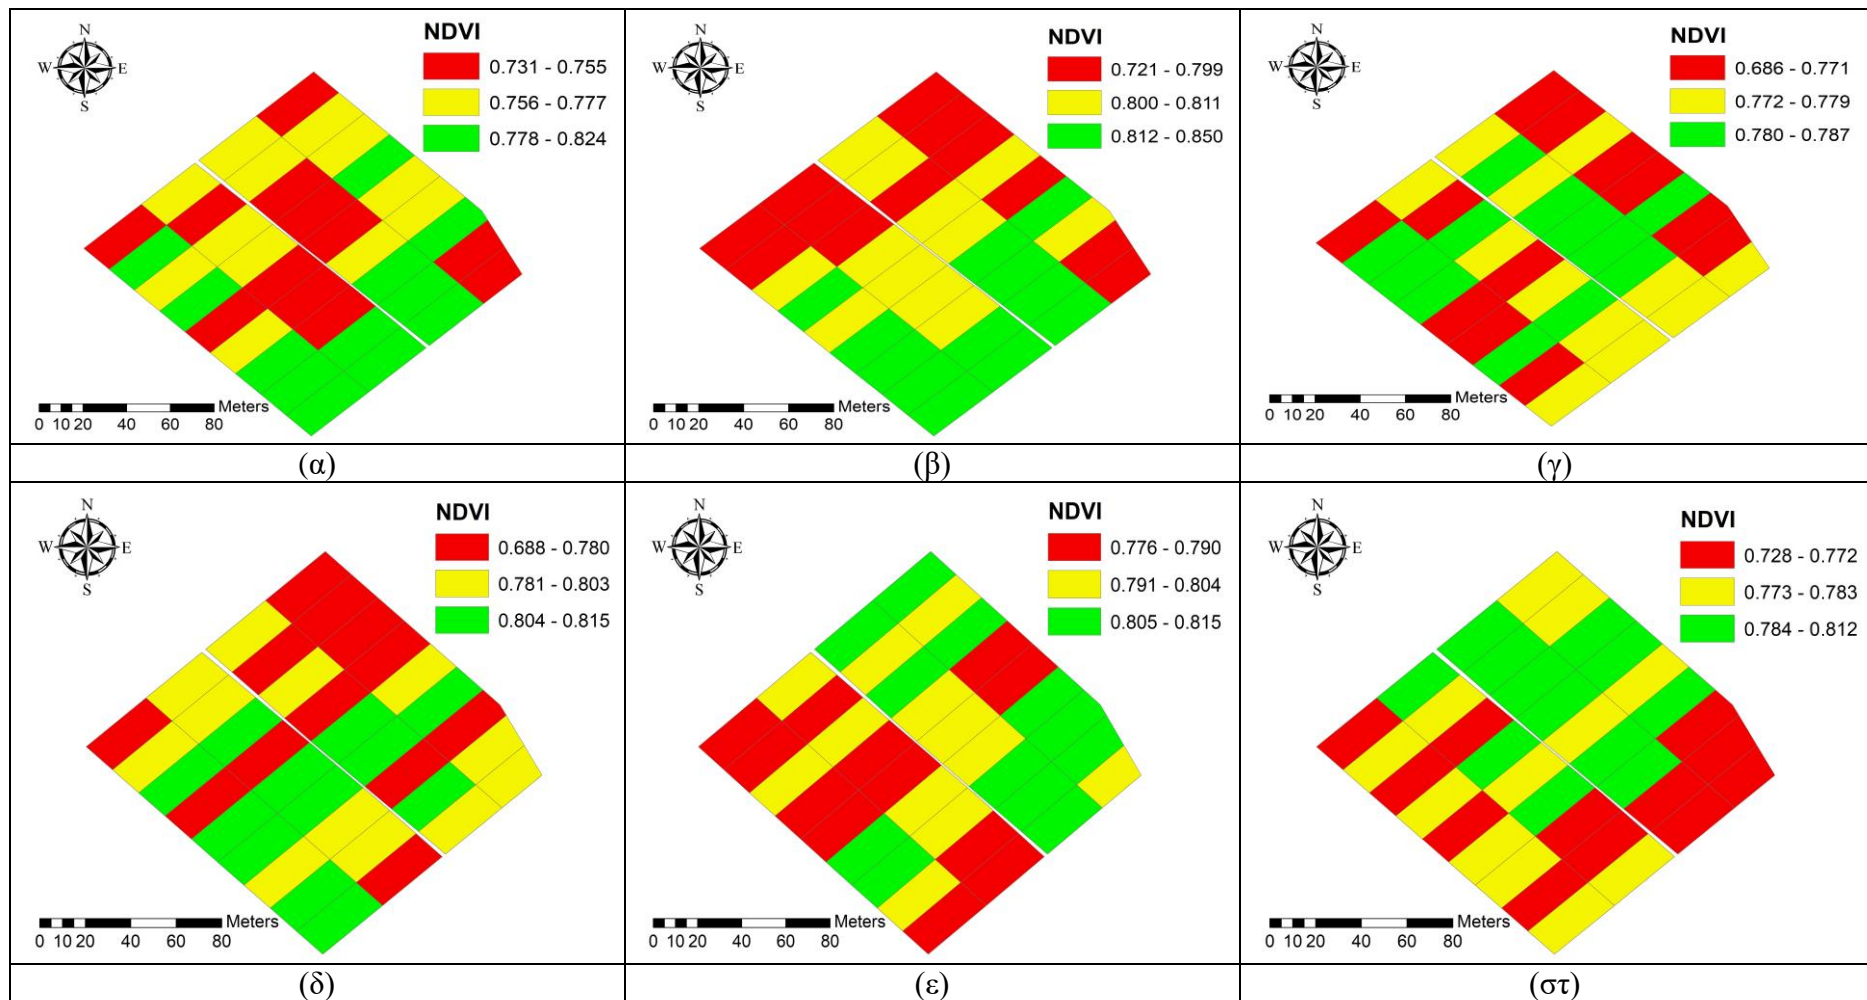 N
W E
S
NDVI
0.731 - 0.755
0.756 - 0.777
0.778 - 0.824
Meters
0 10 20 40 60 80
N
W E
S
NDVI
0.721 - 0.799
0.800 - 0.811
0.812 - 0.850
Meters
0 10 20 40 60 80
N
W E
S
NDVI
0.686 - 0.771
0.772 - 0.779
0.780 - 0.787
Meters
0 10 20 40 60 80
(α)
(β)
(γ)
N
W E
S
NDVI
0.688 - 0.780
0.781 - 0.803
0.804 - 0.815
Meters
0 10 20 40 60 80
N
W E
S
NDVI
0.776 - 0.790
0.791 - 0.804
0.805 - 0.815
Meters
0 10 20 40 60 80
N
W E
S
NDVI
0.728 - 0.772
0.773 - 0.783
0.784 - 0.812
Meters
0 10 20 40 60 80
(δ)
(ε)
(στ)